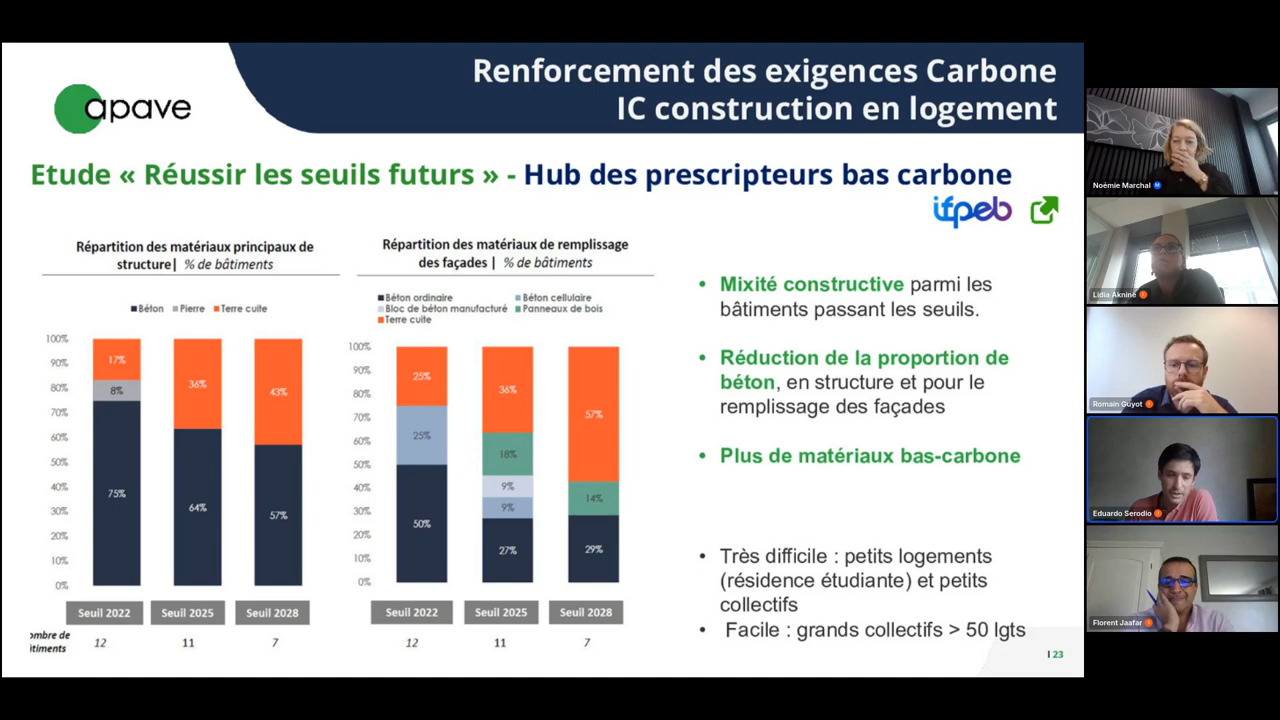 Renforcement des exigences Carbone
IC construction en logement
apave
Etude « Réussir les seuils futurs » - Hub des prescripteurs bas carbone
ifpeb
Répartition des matériaux principaux de
structure| % de bâtiments
Béton Pierre Terre cuite
100%
90%
80%
70%
60%
50%
40%
30%
20%
10%
0%
17%
8%
75%
36%
64%
43%
57%
Seuil 2022 Seuil 2025 Seuil 2028
ombre de
itiments
12 11 7
Répartition des matériaux de remplissage
des façades | % de bâtiments
Béton ordinaire Béton cellulaire
Bloc de béton manufacturé Panneaux de bois
Terre cuite
100%
90%
80%
70%
60%
50%
40%
30%
20%
10%
0%
25%
25%
50%
36%
18%
9%
9%
27%
57%
14%
29%
Seuil 2022 Seuil 2025 Seuil 2028
12 11 7
• Mixité constructive parmi les
bâtiments passant les seuils.
• Réduction de la proportion de
béton, en structure et pour le
remplissage des façades
• Plus de matériaux bas-carbone
• Très difficile : petits logements
(résidence étudiante) et petits
collectifs
• Facile : grands collectifs > 50 lgts
I 23
Noémie Marchal
Lidia Aknine
Romain Guyot
Eduardo Serodio
Florent Jaafar